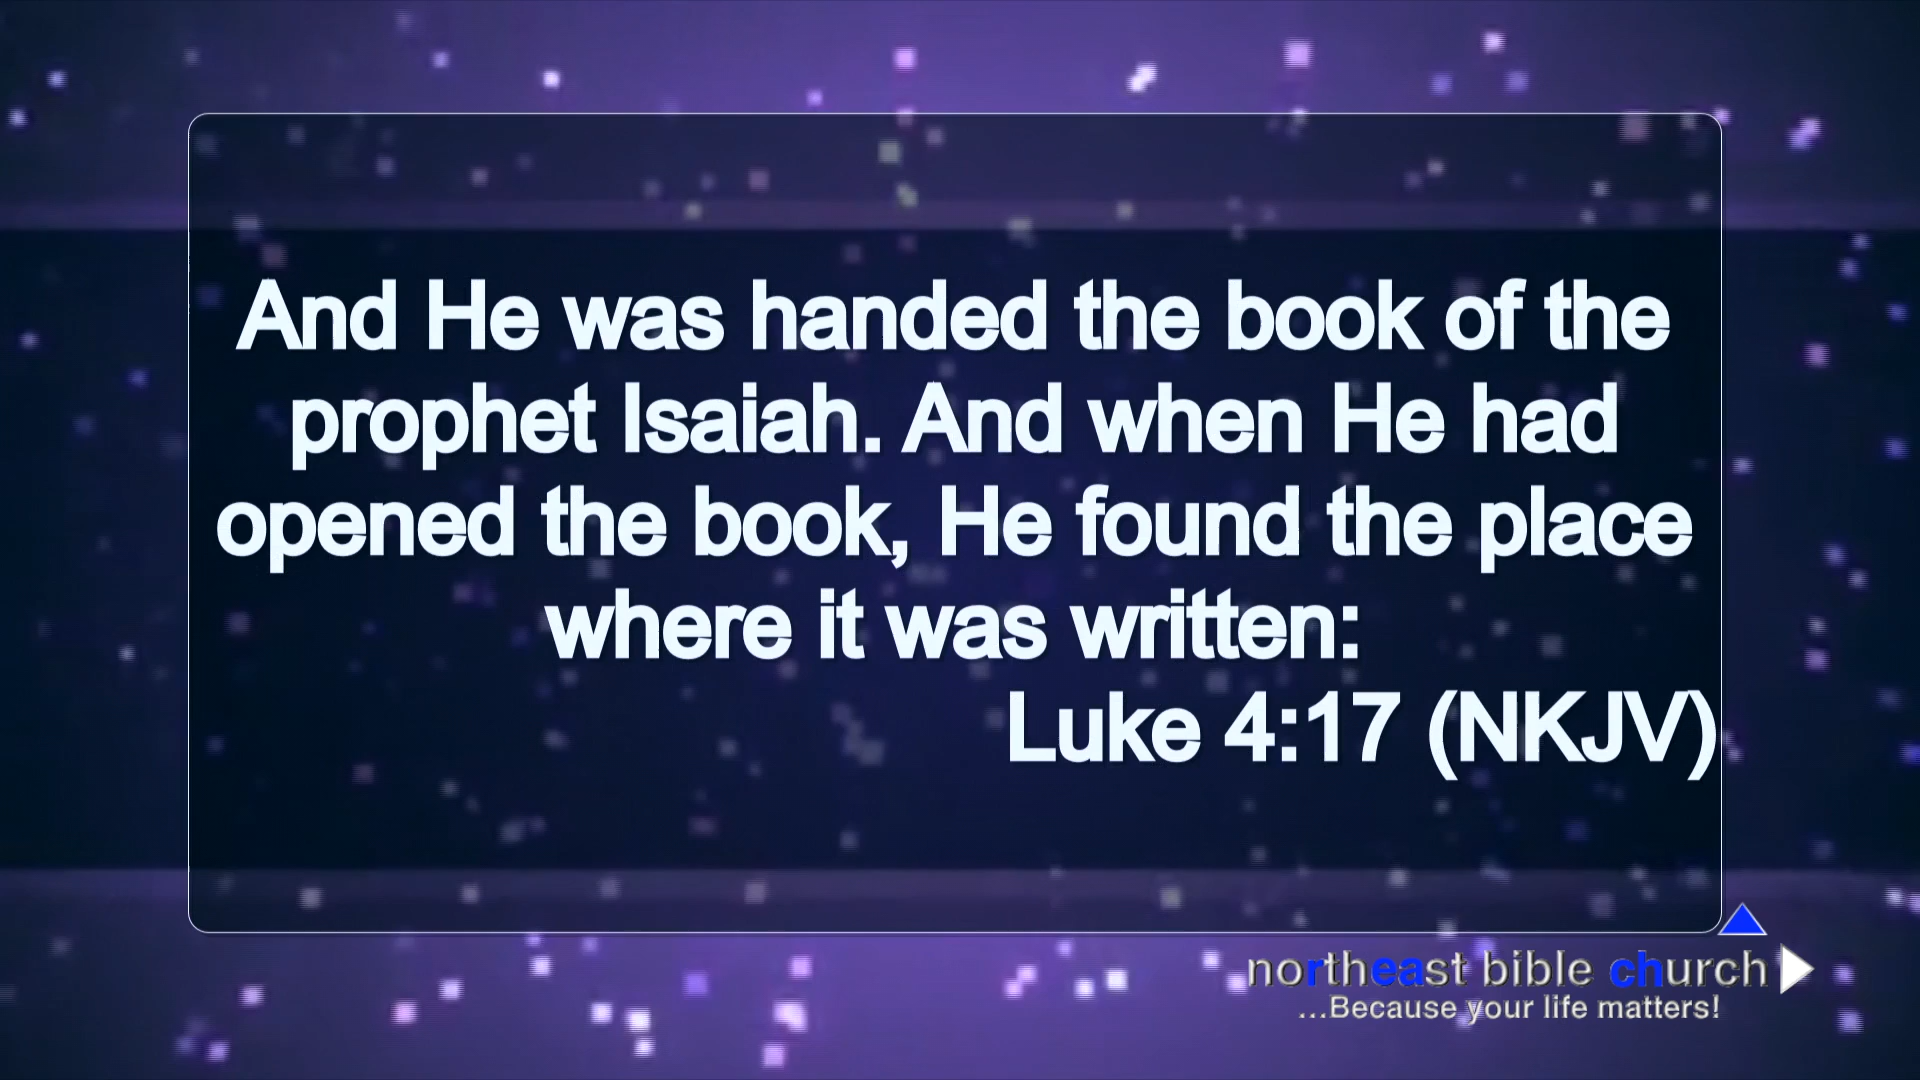 And He was handed the book of the
prophet Isaiah. And when He had
opened the book, He found the place
where it was written:
Luke 4:17 (NKJV)
northeast bible church
...Because your life matters!